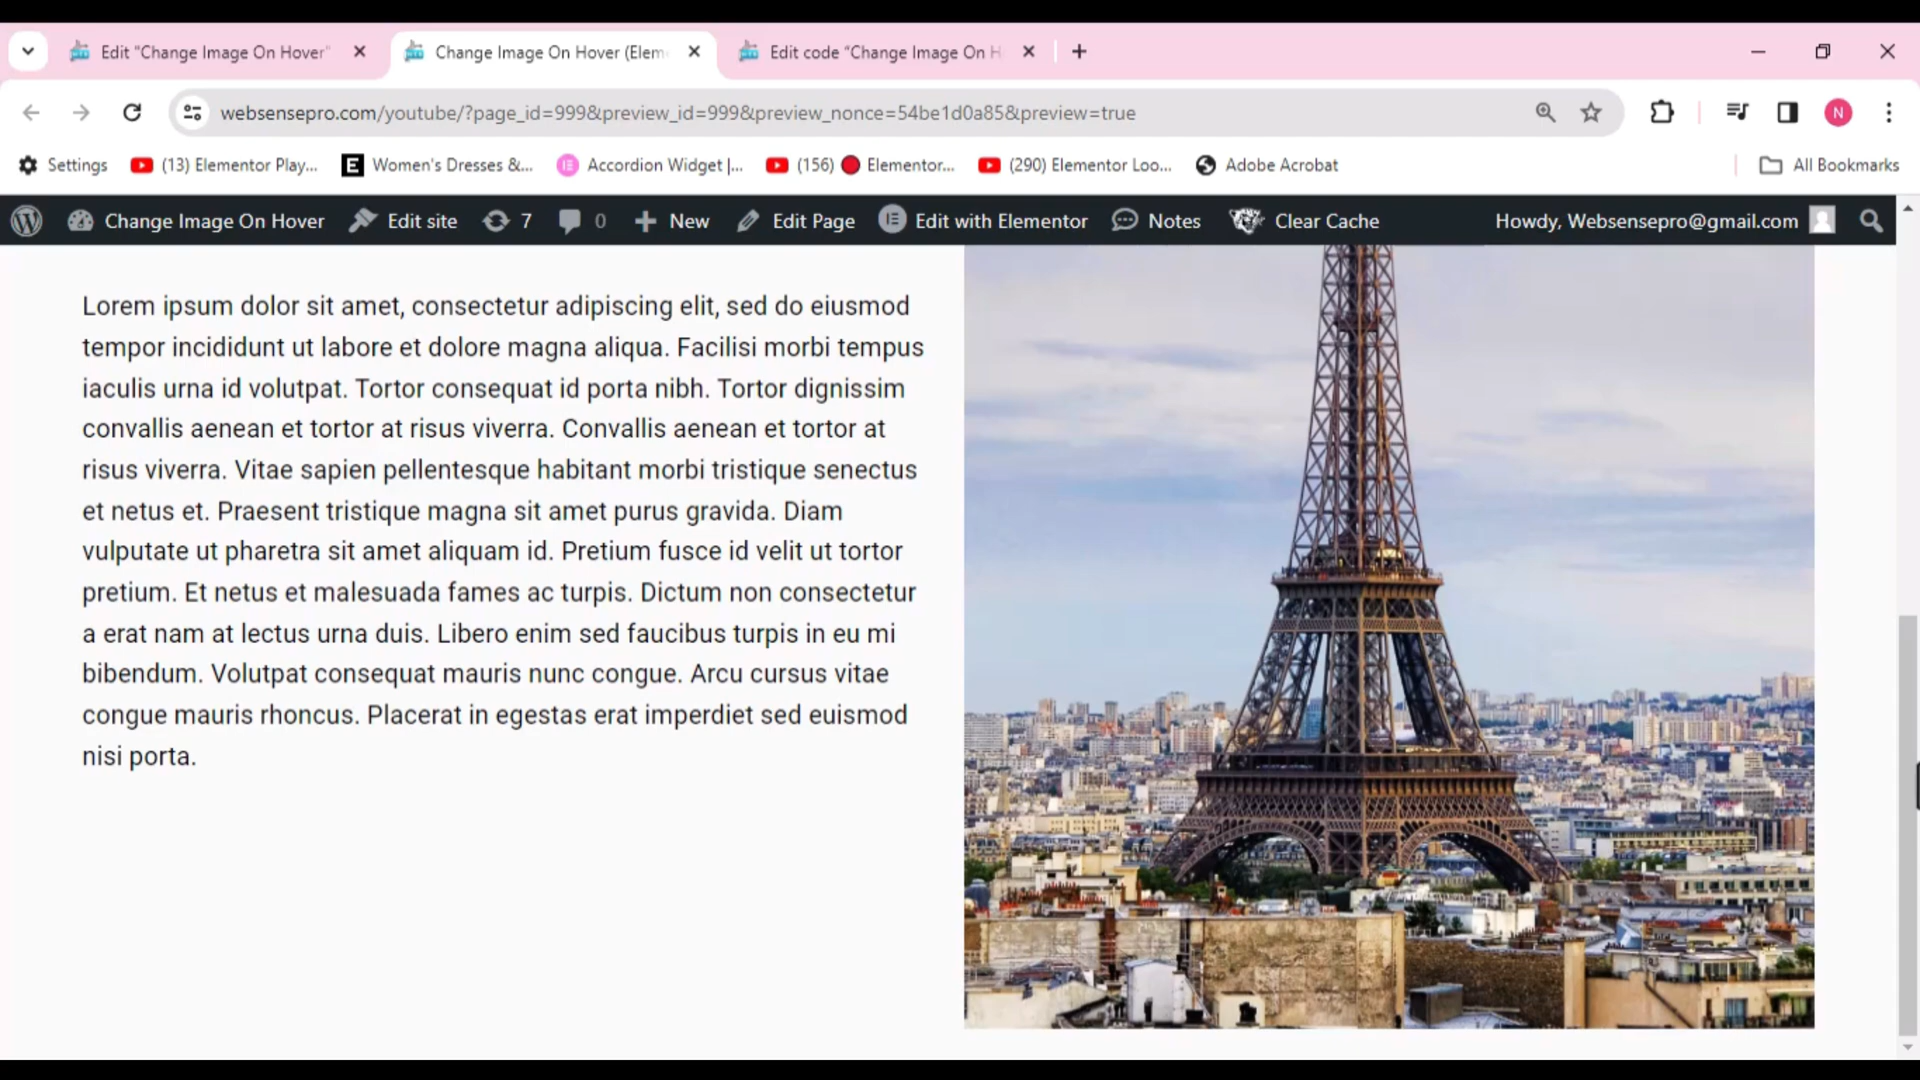 Edit "Change Image On Hover"
Change Image On Hover (Elem
Edit code "Change Image On H
websensepro.com/youtube/?page_id=999&preview_id=999&preview_nonce=54be1d0a85&preview=true
N
Settings
(13) Elementor Play...
E
Women's Dresses &...
Accordion Widget |...
(156)
Elementor...
(290) Elementor Loo...
Adobe Acrobat
All Bookmarks
Change Image On Hover
Edit site
7
0
New
Edit Page
Edit with Elementor
Notes
Clear Cache
Howdy, Websensepro@gmail.com
Lorem ipsum dolor sit amet, consectetur adipiscing elit, sed do eiusmod
tempor incididunt ut labore et dolore magna aliqua. Facilisi morbi tempus
iaculis urna id volutpat. Tortor consequat id porta nibh. Tortor dignissim
convallis aenean et tortor at risus viverra. Convallis aenean et tortor at
risus viverra. Vitae sapien pellentesque habitant morbi tristique senectus
et netus et. Praesent tristique magna sit amet purus gravida. Diam
vulputate ut pharetra sit amet aliquam id. Pretium fusce id velit ut tortor
pretium. Et netus et malesuada fames ac turpis. Dictum non consectetur
a erat nam at lectus urna duis. Libero enim sed faucibus turpis in eu mi
bibendum. Volutpat consequat mauris nunc congue. Arcu cursus vitae
congue mauris rhoncus. Placerat in egestas erat imperdiet sed euismod
nisi porta.